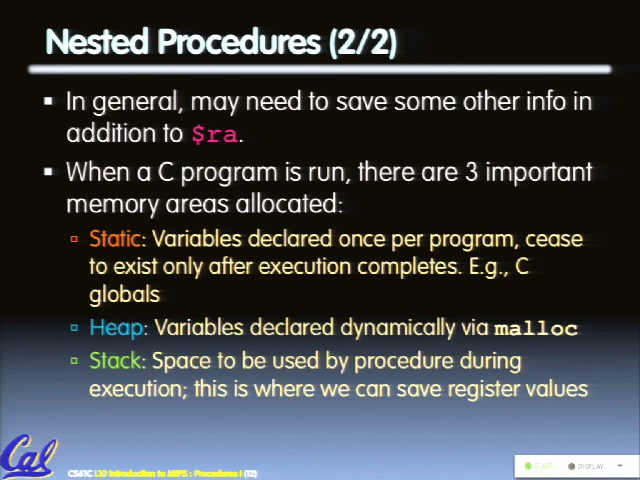 Nested Procedures (2/2)
▪ In general, may need to save some other info in
addition to $ra.
▪ When a C program is run, there are 3 important
memory areas allocated:
▫ Static: Variables declared once per program, cease
to exist only after execution completes. E.g., C
globals
▫ Heap: Variables declared dynamically via malloc
▫ Stack: Space to be used by procedure during
execution; this is where we can save register values
Cal
CS61C L10 Introduction to MIPS : Procedures I (12)
START DISPLAY